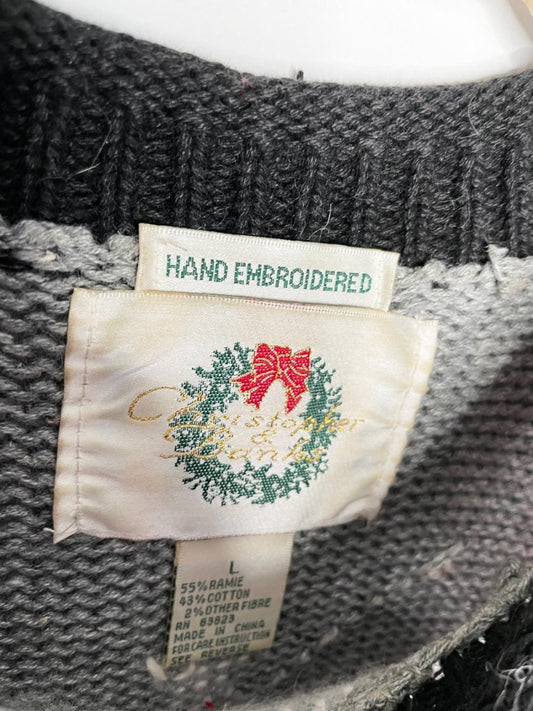 HAND EMBROIDERED
Christopher
&
Banks
L
55% RAMIE
43% COTTON
2% OTHER FIBRE
RN 63823
MADE IN CHINA
FOR CARE INSTRUCTION
SEE REVERSE